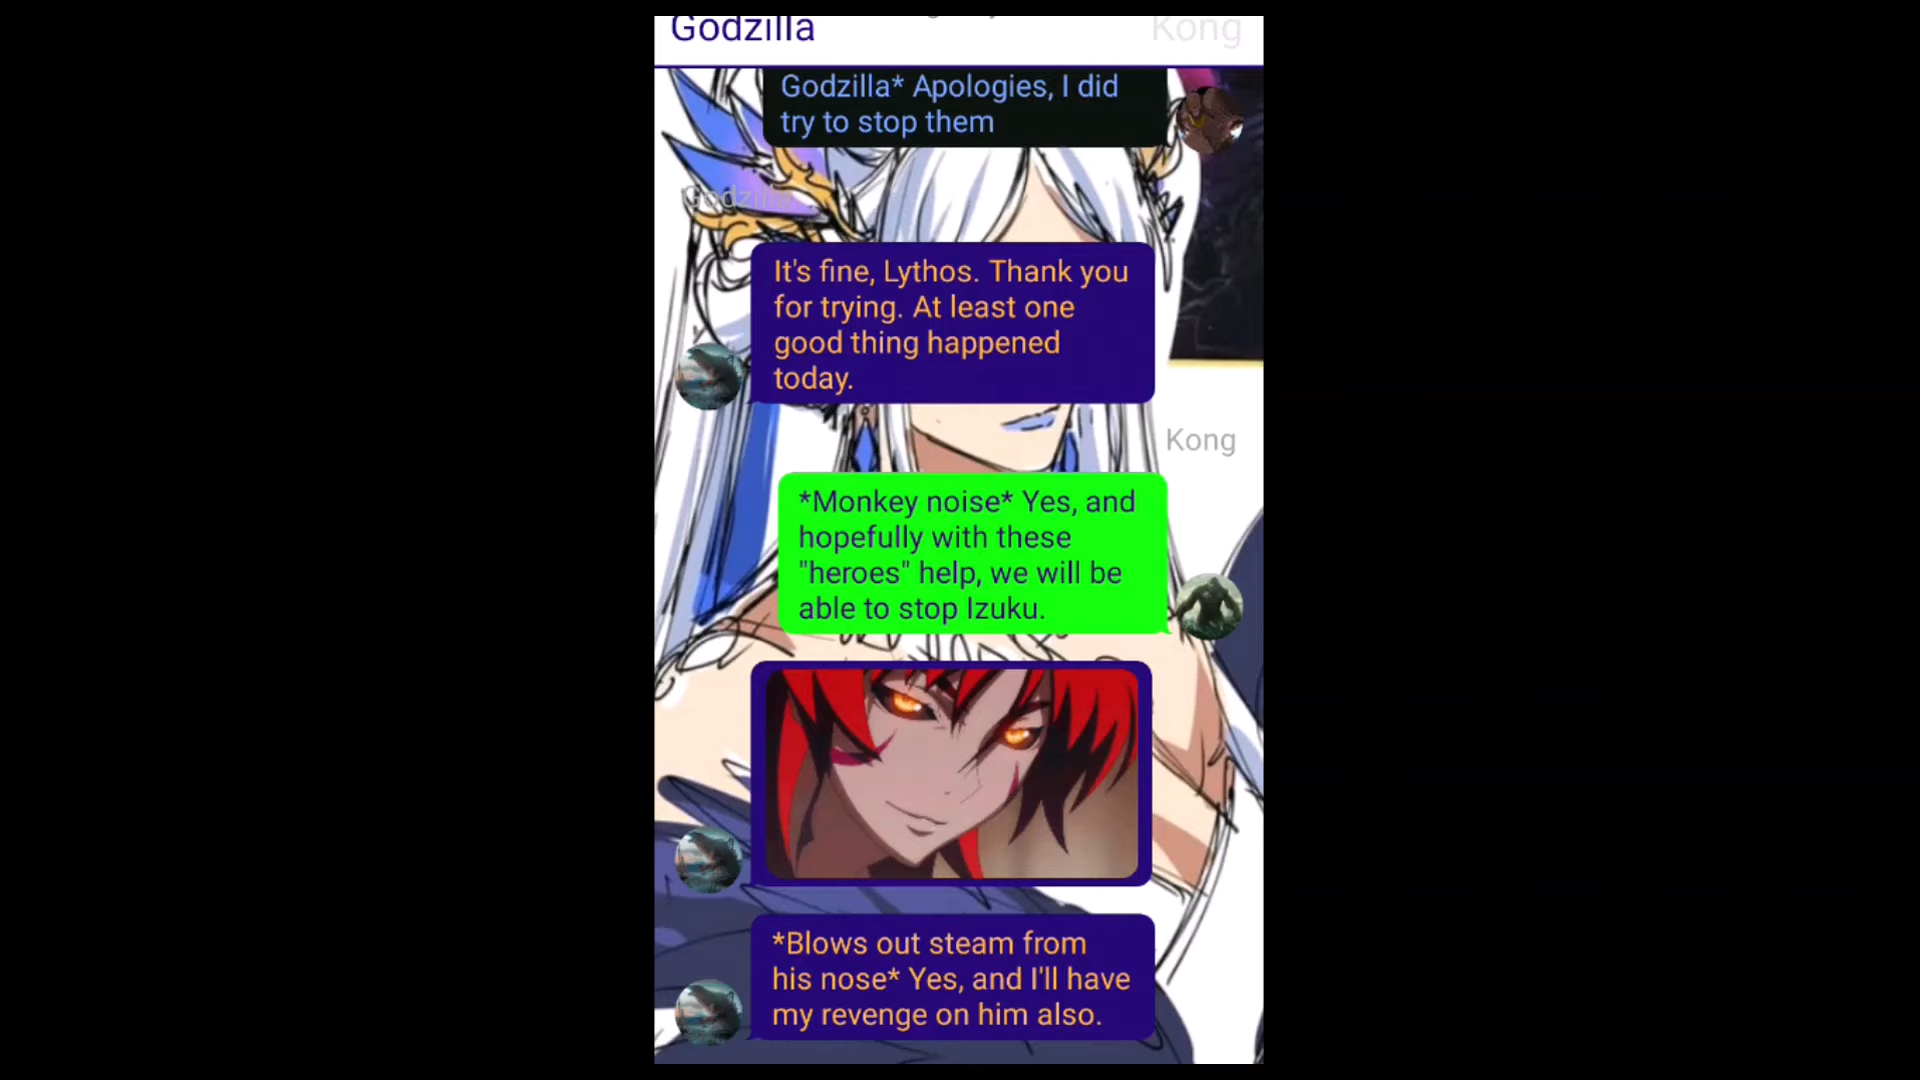 Godzilla
Kong
Godzilla* Apologies, I did
try to stop them
Godzilla
It's fine, Lythos. Thank you
for trying. At least one
good thing happened
today.
Kong
*Monkey noise* Yes, and
hopefully with these
"heroes" help, we will be
able to stop Izuku.
*Blows out steam from
his nose* Yes, and I'll have
my revenge on him also.